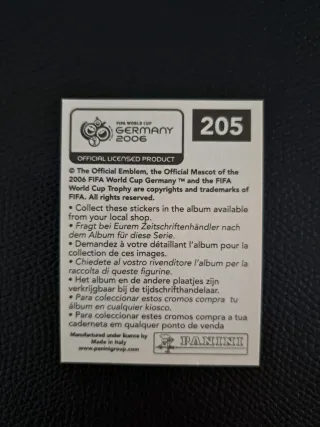 FIFA WORLD CUP
GERMANY
2006
205
OFFICIAL LICENSED PRODUCT
© The Official Emblem, the Official Mascot of the
2006 FIFA World Cup Germany ™ and the FIFA
World Cup Trophy are copyrights and trademarks of
FIFA. All rights reserved.
• Collect these stickers in the album available
from your local shop.
• Fragt bei Eurem Zeitschriftenhändler nach
dem Album für diese Serie.
• Demandez à votre détaillant l'album pour la
collection de ces images.
• Chiedete al vostro rivenditore l'album per la
raccolta di queste figurine.
• Het album en de andere plaatjes zijn
verkrijgbaar bij de tijdschrifthandelaar.
• Para coleccionar estos cromos compra tu
álbum en cualquier kiosco.
• Para coleccionar estes cromos compra a tua
caderneta em qualquer ponto de venda
Manufactured under licence by
Made in Italy
www.paninigroup.com
PANINI